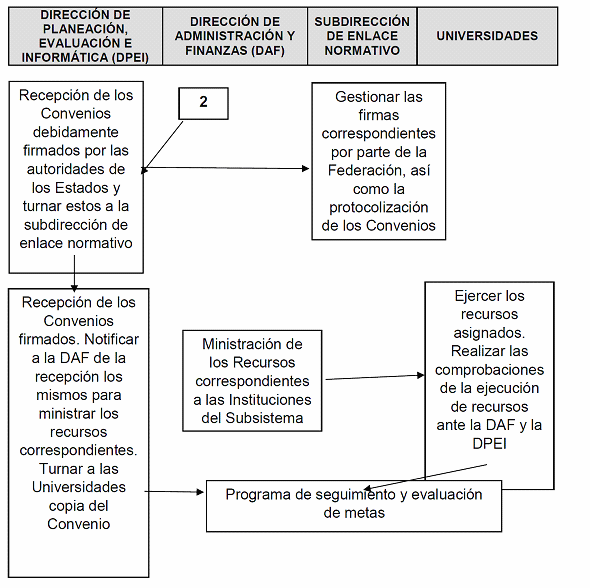 DIRECCIÓN DE
PLANEACIÓN,
EVALUACIÓN E
INFORMÁTICA (DPEI)
DIRECCIÓN DE
ADMINISTRACIÓN Y
FINANZAS (DAF)
SUBDIRECCIÓN
DE ENLACE
NORMATIVO
UNIVERSIDADES
Recepción de los
Convenios
debidamente
firmados por las
autoridades de
los Estados y
turnar estos a la
subdirección de
enlace normativo
2
Gestionar las
firmas
correspondientes
por parte de la
Federación, así
como la
protocolización
de los Convenios
Recepción de los
Convenios
firmados. Notificar
a la DAF de la
recepción los
mismos para
ministrar los
recursos
correspondientes.
Turnar a las
Universidades
copia del
Convenio
Ministración de
los Recursos
correspondientes
a las Instituciones
del Subsistema
Ejercer los
recursos
asignados.
Realizar las
comprobaciones
de la ejecución
de recursos
ante la DAF y la
DPEI
Programa de seguimiento y evaluación
de metas